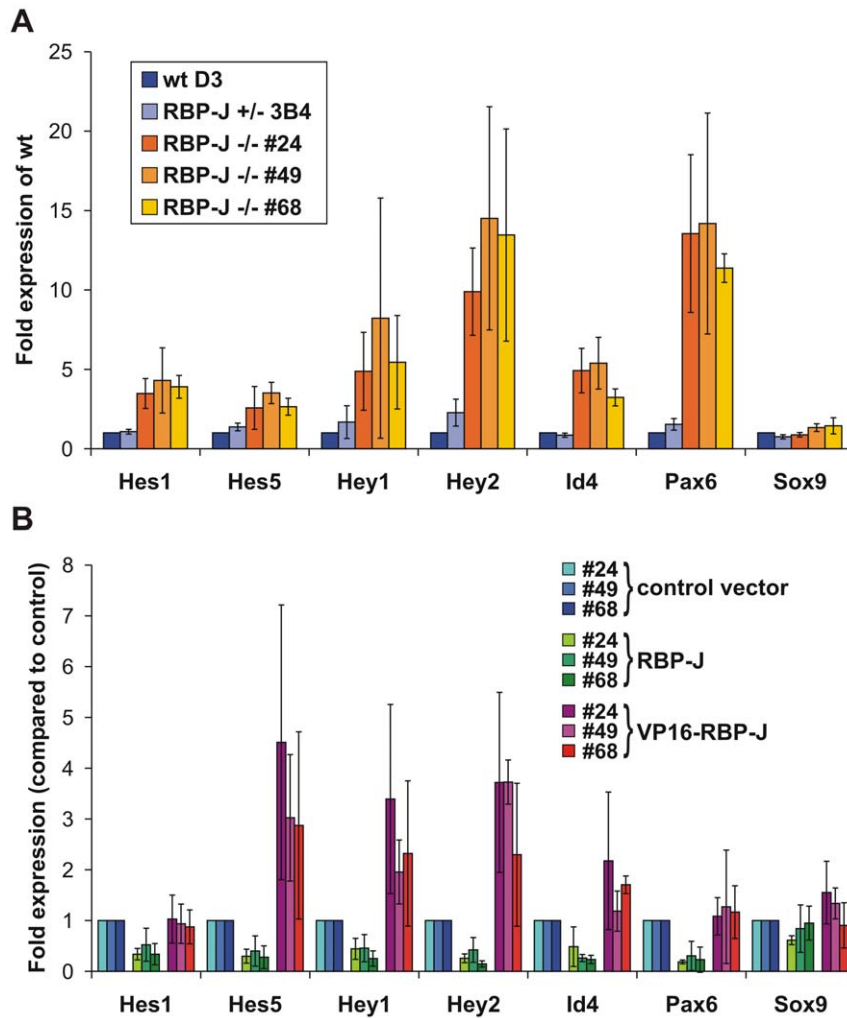 A
Fold expression of wt
25
20
15
10
5
0
wt D3
RBP-J +/- 3B4
RBP-J -/- #24
RBP-J -/- #49
RBP-J -/- #68
Hes1 Hes5 Hey1 Hey2 Id4 Pax6 Sox9
B
Fold expression (compared to control)
8
7
6
5
4
3
2
1
0
#24
#49 control vector
#68
#24
#49 RBP-J
#68
#24
#49 VP16-RBP-J
#68
Hes1 Hes5 Hey1 Hey2 Id4 Pax6 Sox9